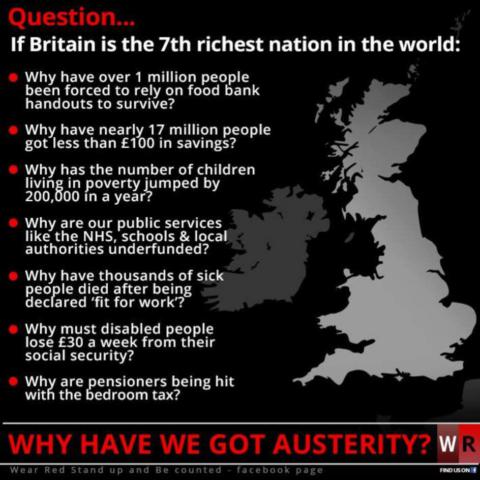 Question...
If Britain is the 7th richest nation in the world:
Why have over 1 million people
been forced to rely on food bank
handouts to survive?
Why have nearly 17 million people
got less than £100 in savings?
Why has the number of children
living in poverty jumped by
200,000 in a year?
Why are our public services
like the NHS, schools & local
authorities underfunded?
Why have thousands of sick
people died after being
declared ‘fit for work’?
Why must disabled people
lose £30 a week from their
social security?
Why are pensioners being hit
with the bedroom tax?
WHY HAVE WE GOT AUSTERITY? WR
Wear Red Stand up and Be counted - facebook page
FIND US ON f